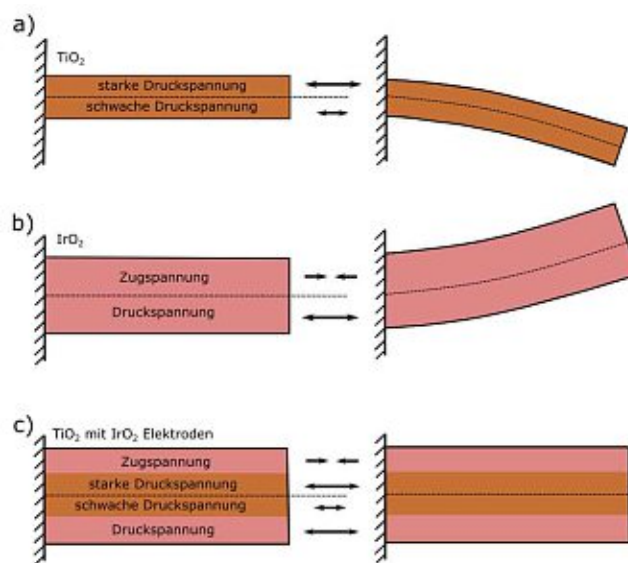 a)
TiO₂
starke Druckspannung
schwache Druckspannung
b)
IrO₂
Zugspannung
Druckspannung
c)
TiO₂ mit IrO₂ Elektroden
Zugspannung
starke Druckspannung
schwache Druckspannung
Druckspannung